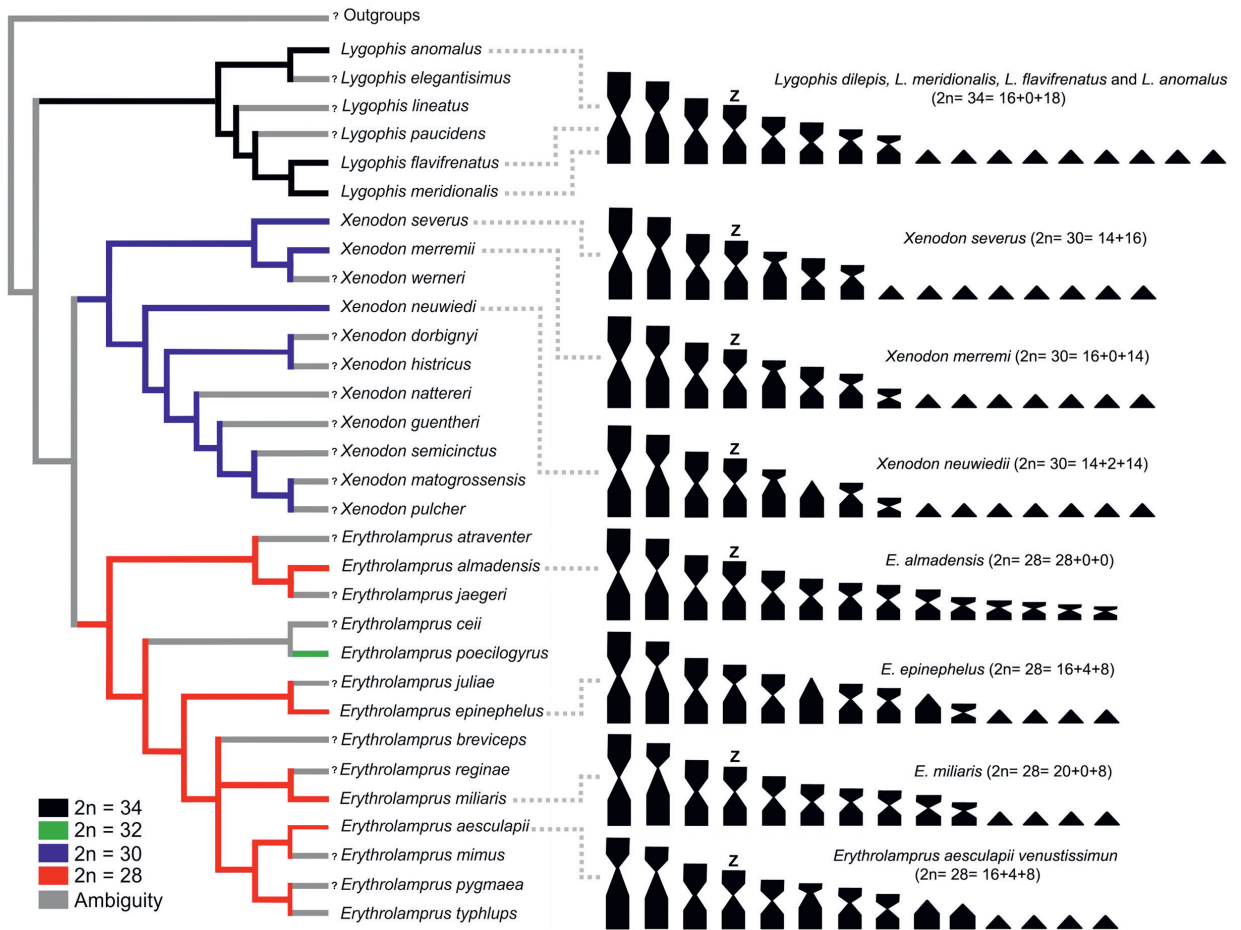 ? Outgroups
Lygophis anomalus
? Lygophis elegantisimus
? Lygophis lineatus
? Lygophis paucidens
Lygophis flavifrenatus
Lygophis meridionalis
Xenodon severus
Xenodon merremii
? Xenodon werneri
Xenodon neuwiedi
? Xenodon dorbignyi
? Xenodon histricus
? Xenodon nattereri
? Xenodon guentheri
? Xenodon semicinctus
? Xenodon matogrossensis
? Xenodon pulcher
? Erythrolamprus atraventer
Erythrolamprus almadensis
? Erythrolamprus jaegeri
? Erythrolamprus ceii
Erythrolamprus poecilogyrus
? Erythrolamprus juliae
Erythrolamprus epinephelus
? Erythrolamprus breviceps
? Erythrolamprus reginae
Erythrolamprus miliaris
Erythrolamprus aesculapii
? Erythrolamprus mimus
? Erythrolamprus pygmaea
Erythrolamprus typhlups
Lygophis dilepis, L. meridionalis, L. flavifrenatus and L. anomalus
(2n= 34= 16+0+18)
Z
Xenodon severus (2n= 30= 14+16)
Z
Xenodon merremi (2n= 30= 16+0+14)
Z
Xenodon neuwiedii (2n= 30= 14+2+14)
Z
E. almadensis (2n= 28= 28+0+0)
Z
E. epinephelus (2n= 28= 16+4+8)
Z
E. miliaris (2n= 28= 20+0+8)
Z
Erythrolamprus aesculapii venustissimun
(2n= 28= 16+4+8)
Z
2n = 34
2n = 32
2n = 30
2n = 28
Ambiguity